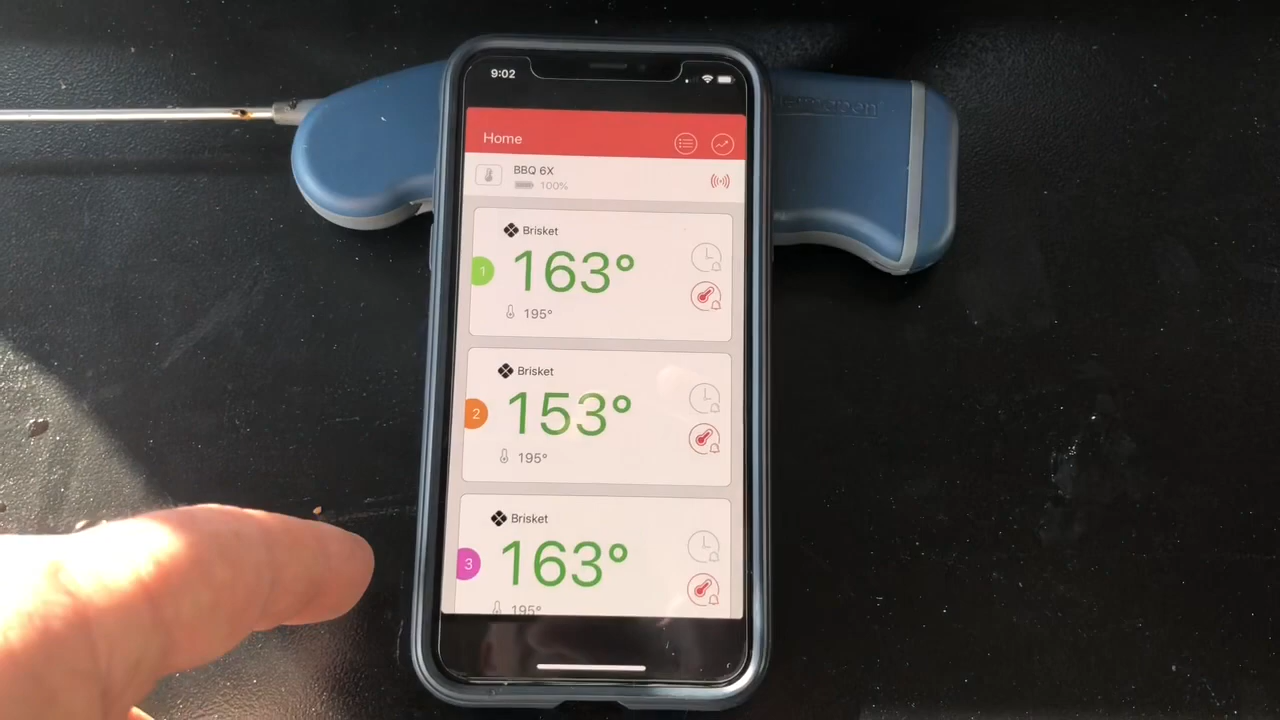 9:02
Home
BBQ 6X
100%
Brisket
1
163°
195°
Brisket
2
153°
195°
Brisket
3
163°
195°